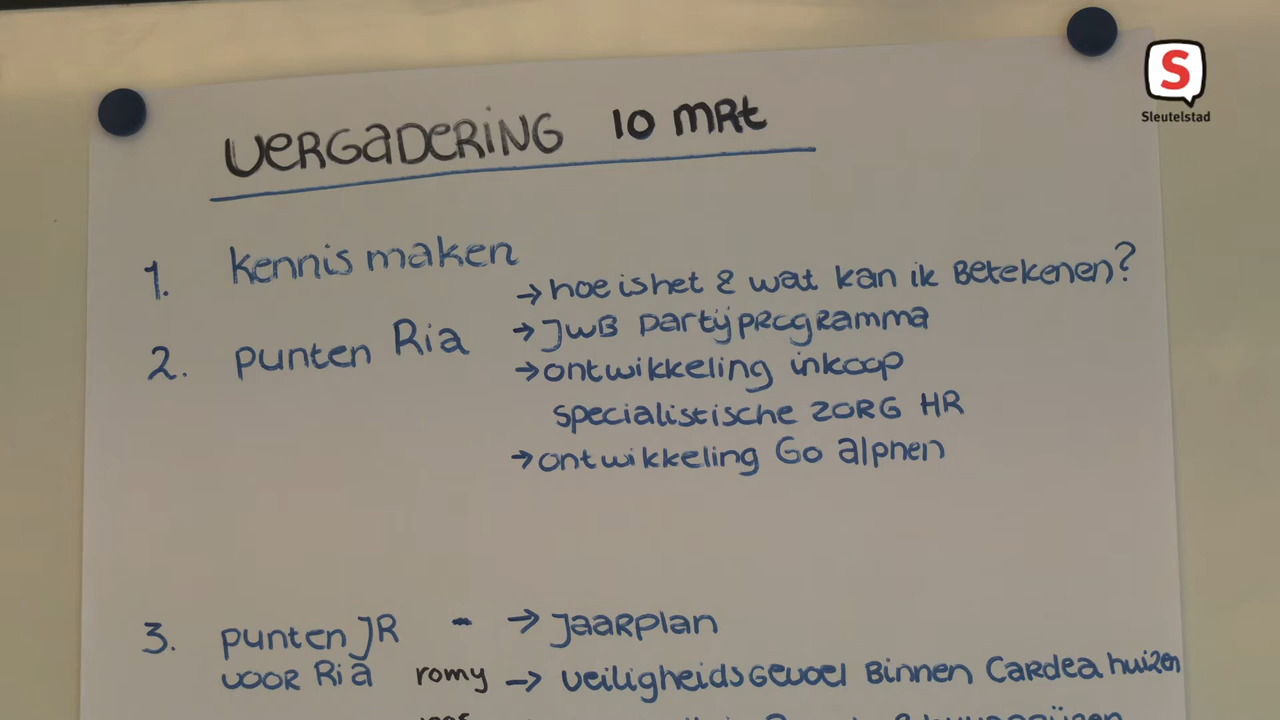 S
Sleutelstad
VERGADERING 10 MRt
1. kennis maken
→ hoe is het & wat kan ik Betekenen?
2. punten Ria → JWB partijprogramma
→ ontwikkeling inkoop
specialistische ZORG HR
→ ontwikkeling Go alphen
3. punten JR - → Jaarplan
voor Ria romy → veiligheidsgevoel Binnen Cardea huizen